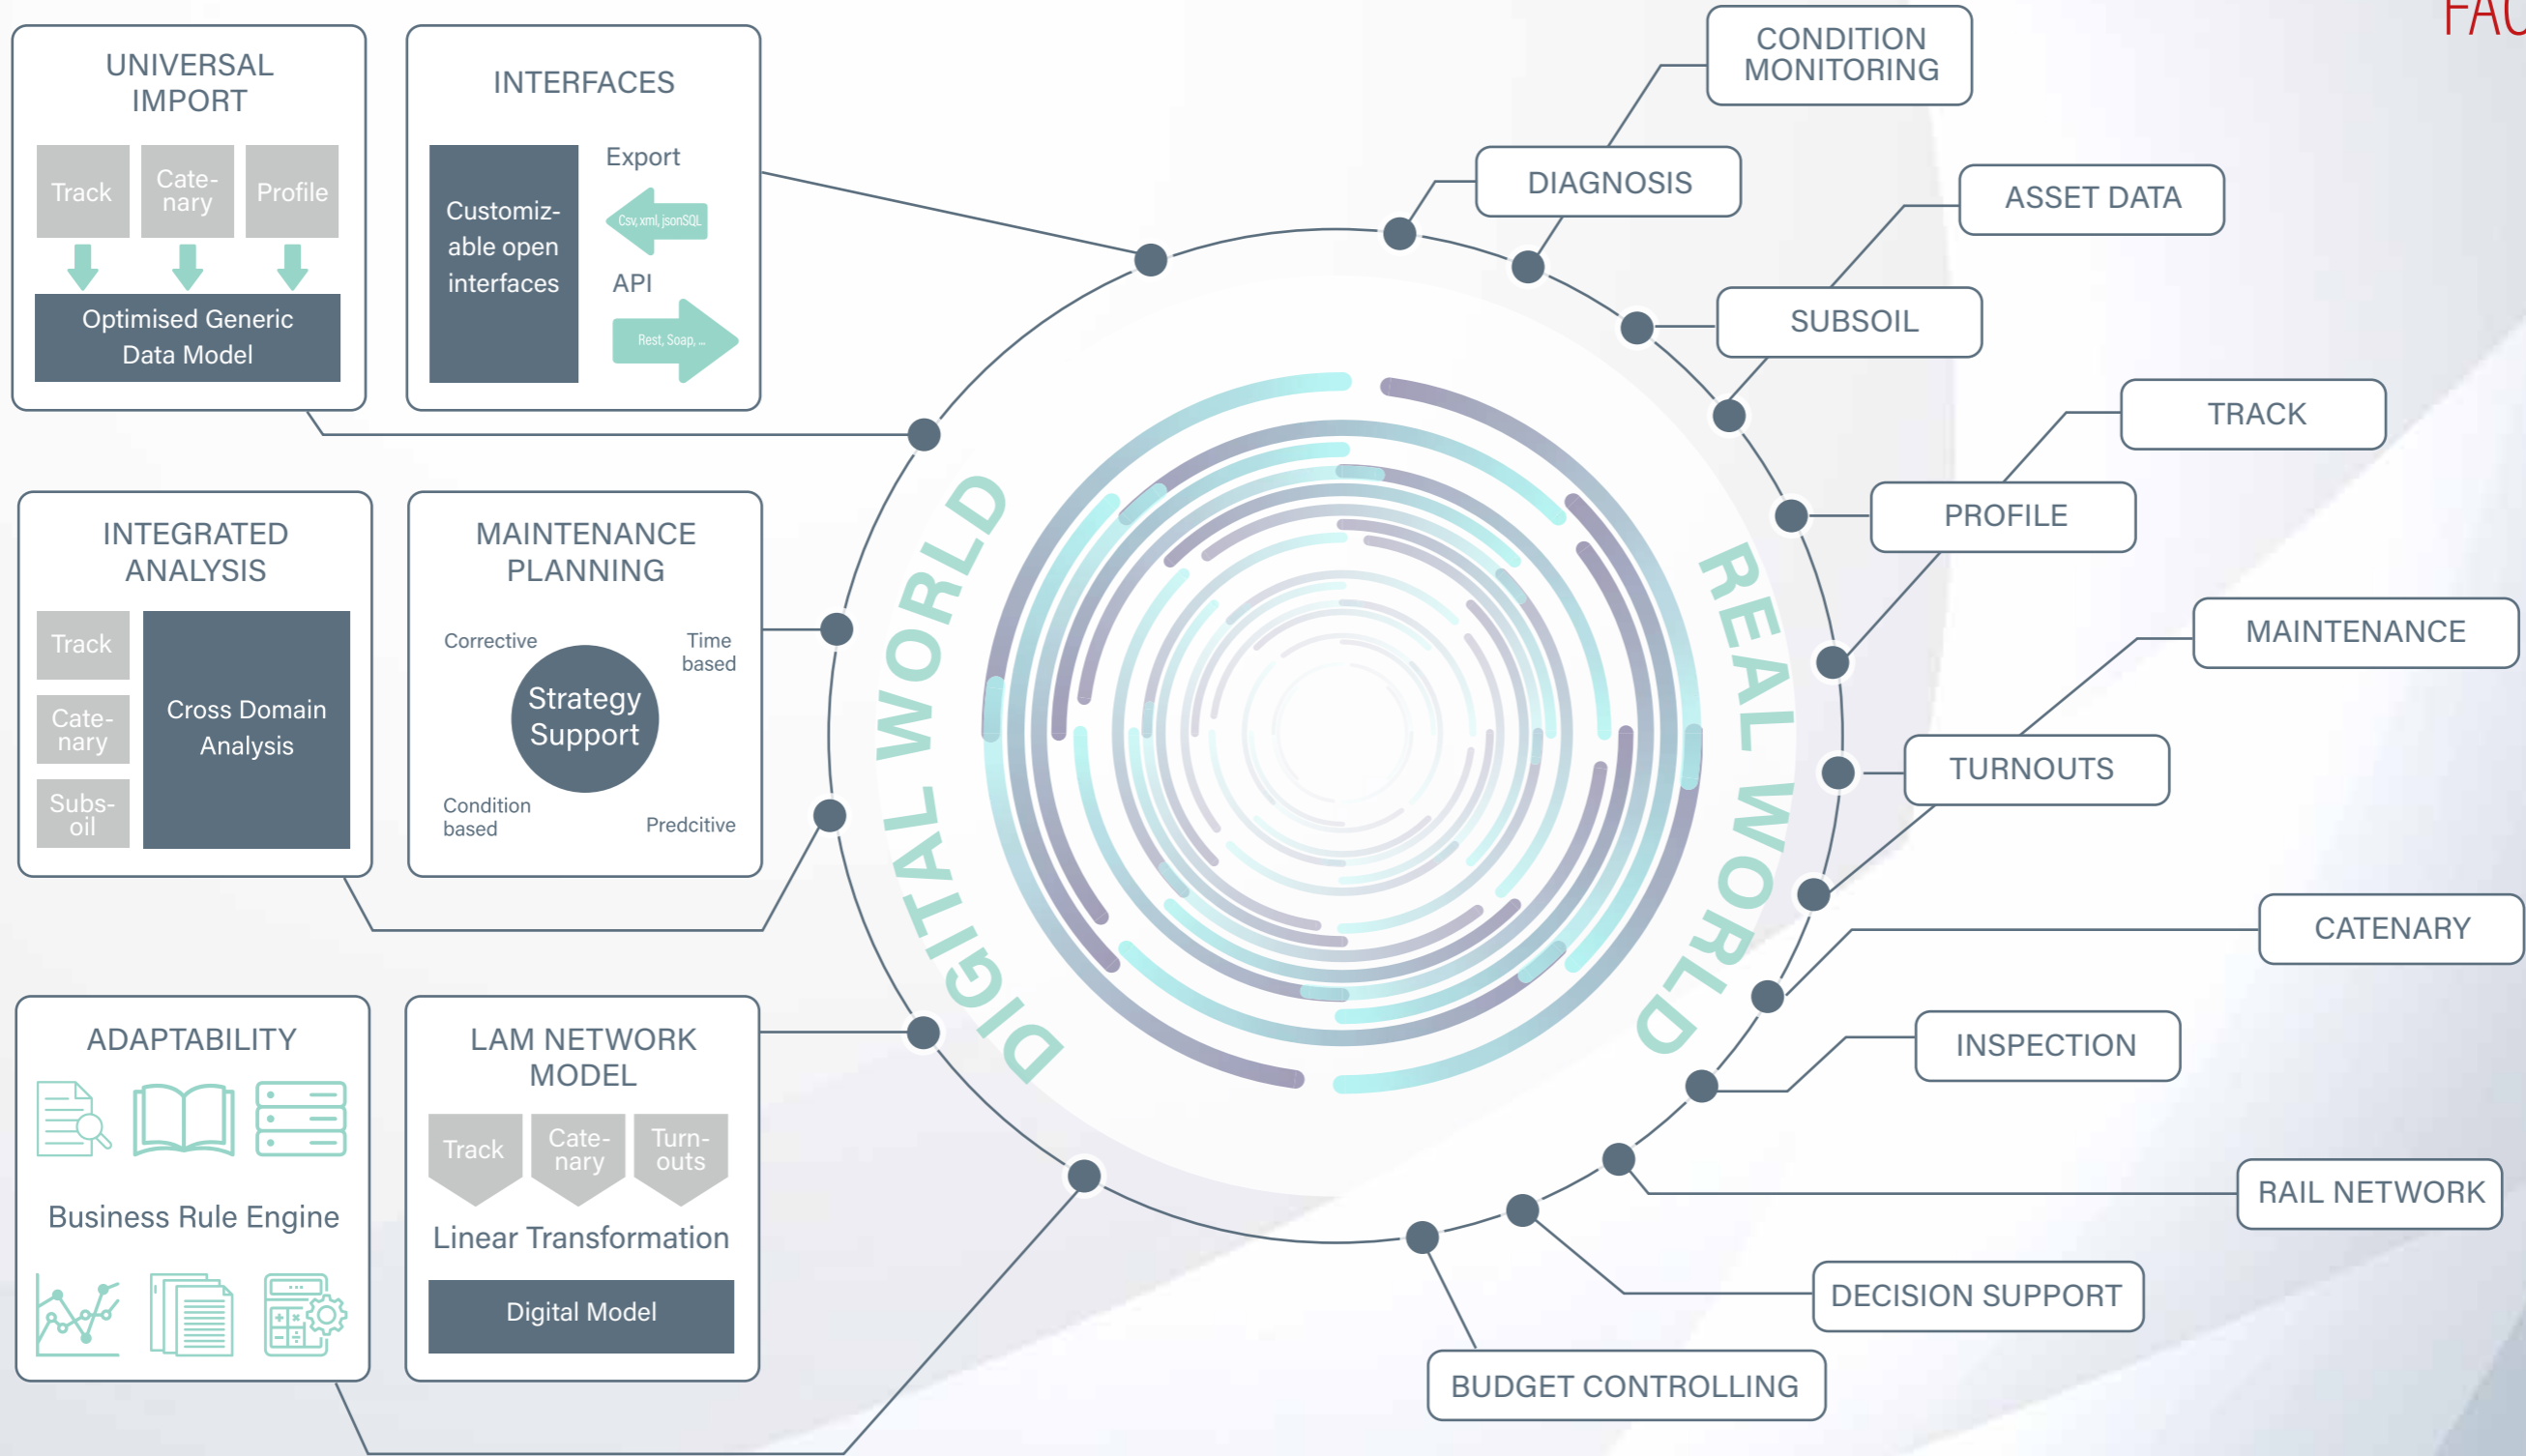 UNIVERSAL
IMPORT
Track
Cate-
nary
Profile
Optimised Generic
Data Model
INTERFACES
Customiz-
able open
interfaces
Export
Csv, xml, jsonSQL
API
Rest, Soap, ...
INTEGRATED
ANALYSIS
Track
Cate-
nary
Subs-
oil
Cross Domain
Analysis
MAINTENANCE
PLANNING
Corrective
Time
based
Strategy
Support
Condition
based
Predcitive
ADAPTABILITY
Business Rule Engine
LAM NETWORK
MODEL
Track
Cate-
nary
Turn-
outs
Linear Transformation
Digital Model
DIGITAL WORLD
REAL WORLD
CONDITION
MONITORING
DIAGNOSIS
ASSET DATA
SUBSOIL
TRACK
PROFILE
MAINTENANCE
TURNOUTS
CATENARY
INSPECTION
RAIL NETWORK
DECISION SUPPORT
BUDGET CONTROLLING